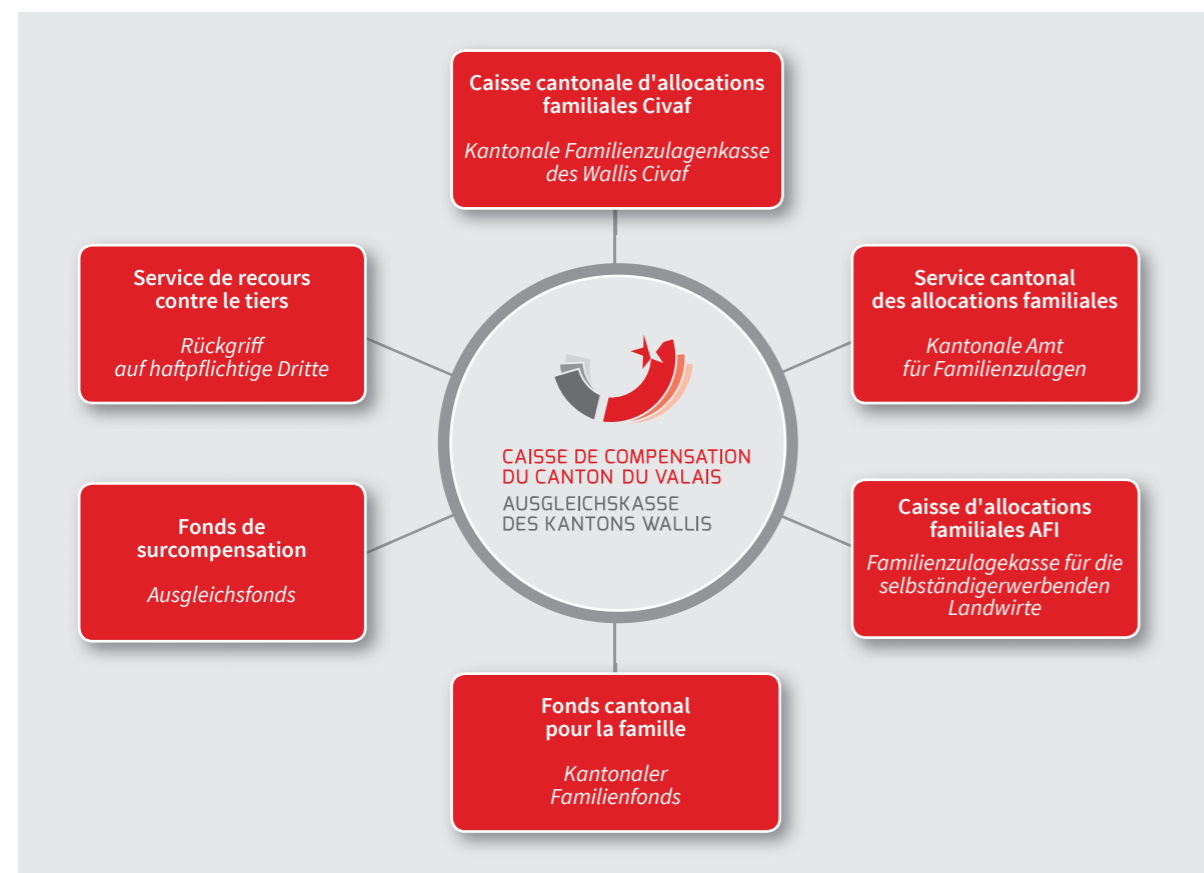 Caisse cantonale d'allocations
familiales Civaf
Kantonale Familienzulagenkasse
des Wallis Civaf
Service de recours
contre le tiers
Rückgriff
auf haftpflichtige Dritte
Service cantonal
des allocations familiales
Kantonale Amt
für Familienzulagen
CAISSE DE COMPENSATION
DU CANTON DU VALAIS
AUSGLEICHSKASSE
DES KANTONS WALLIS
Fonds de
surcompensation
Ausgleichsfonds
Caisse d'allocations
familiales AFI
Familienzulagekasse für die
selbständigerwerbenden
Landwirte
Fonds cantonal
pour la famille
Kantonaler
Familienfonds